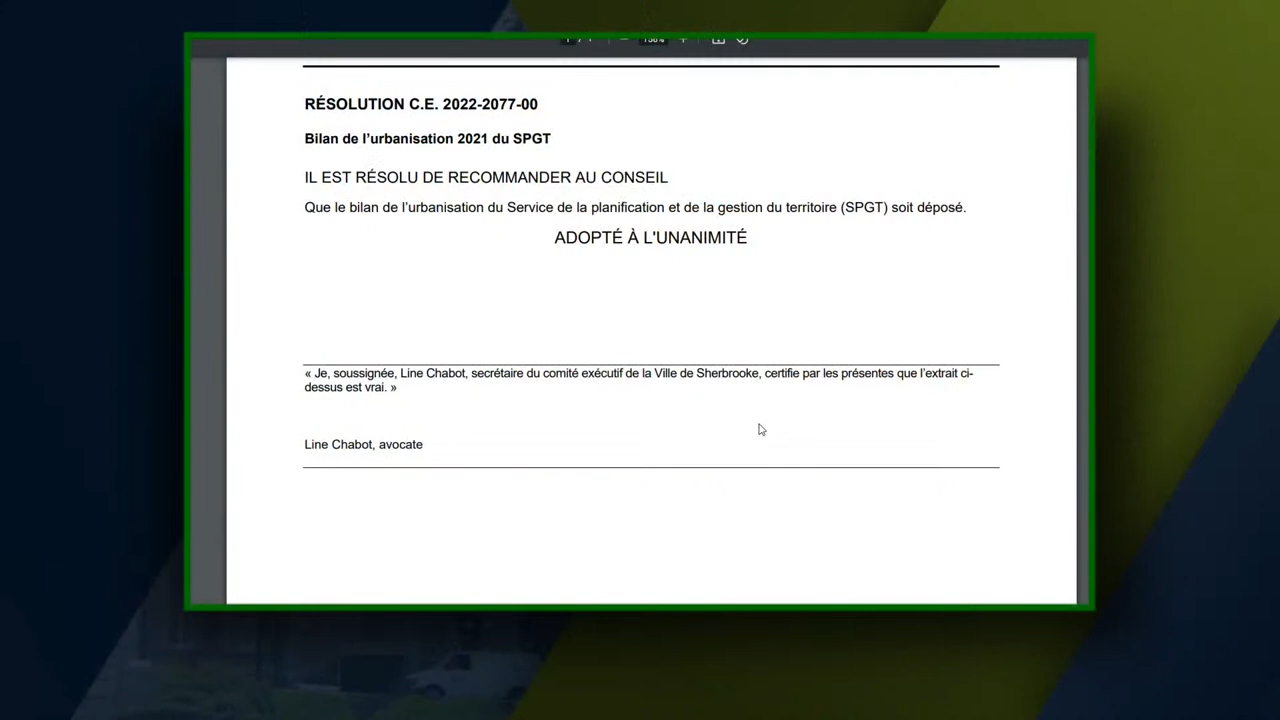 RÉSOLUTION C.E. 2022-2077-00
Bilan de l'urbanisation 2021 du SPGT
IL EST RÉSOLU DE RECOMMANDER AU CONSEIL
Que le bilan de l'urbanisation du Service de la planification et de la gestion du territoire (SPGT) soit déposé.
ADOPTÉ À L'UNANIMITÉ
« Je, soussignée, Line Chabot, secrétaire du comité exécutif de la Ville de Sherbrooke, certifie par les présentes que l'extrait ci-
dessus est vrai. »
Line Chabot, avocate